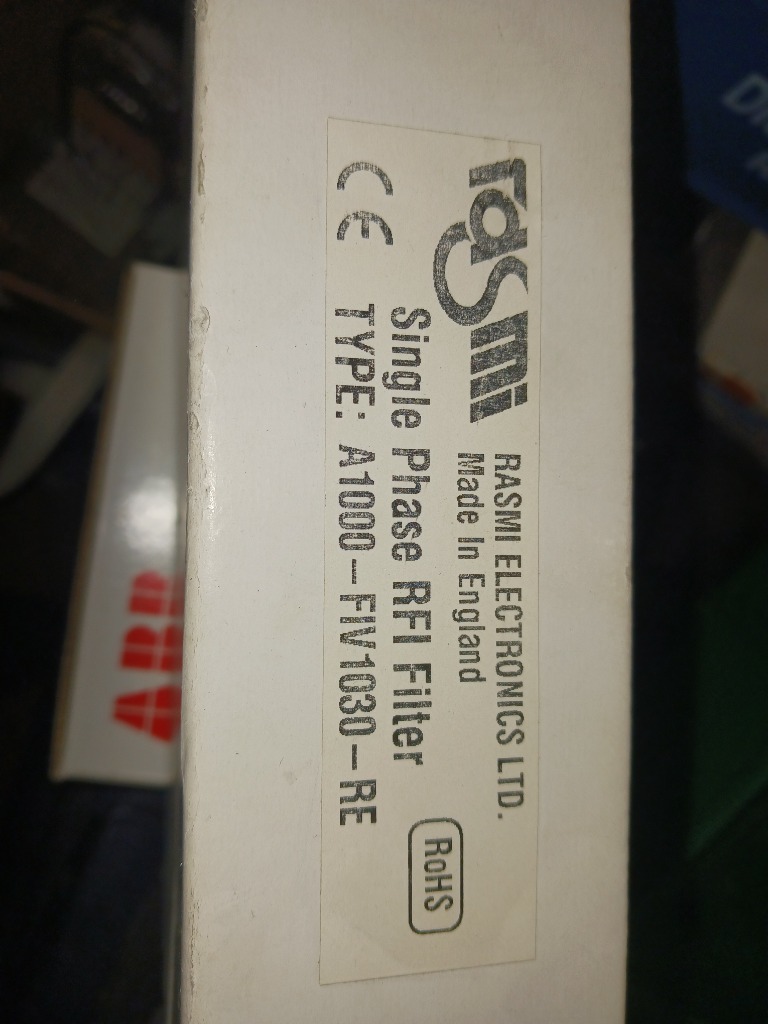 rasmi
RASMI ELECTRONICS LTD.
Made In England
CE
Single Phase RFI Filter
TYPE: A1000-FIV1030-RE
RoHS
ABB